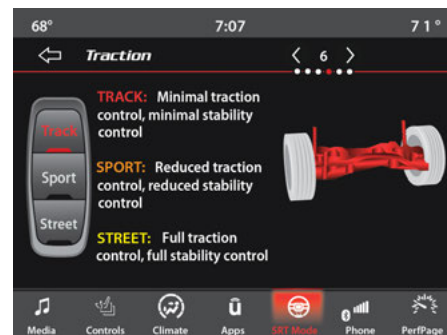 68° 7:07 71°
Traction < 6 >
TRACK: Minimal traction
control, minimal stability
control
Track
SPORT: Reduced traction
control, reduced stability
control
Sport
STREET: Full traction
control, full stability control
Street
Media Controls Climate Apps SRT Mode Phone PerfPage